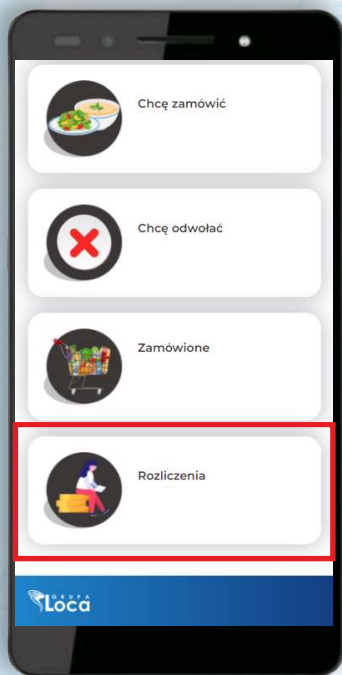 Chcę zamówić
Chcę odwołać
Zamówione
Rozliczenia
GRUPA
Loca